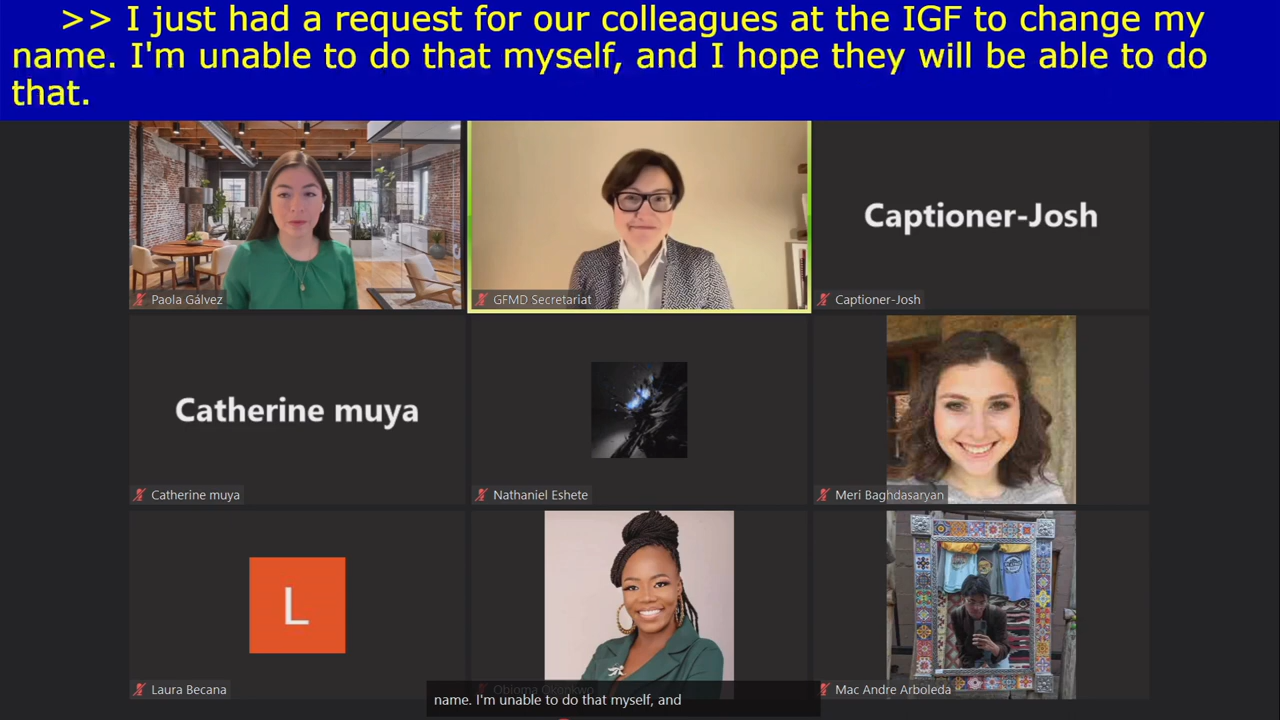 >> I just had a request for our colleagues at the IGF to change my
name. I'm unable to do that myself, and I hope they will be able to do
that.
Paola Gálvez
GFMD Secretariat
Captioner-Josh
Captioner-Josh
Catherine muya
Catherine muya
Nathaniel Eshete
Meri Baghdasaryan
L
Laura Becana
Mac Andre Arboleda
name. I'm unable to do that myself, and